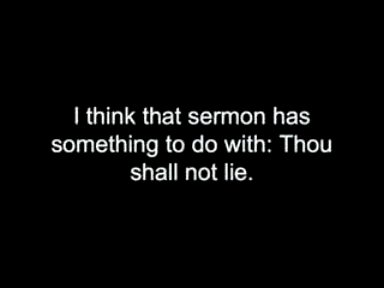 I think that sermon has
something to do with: Thou
shall not lie.